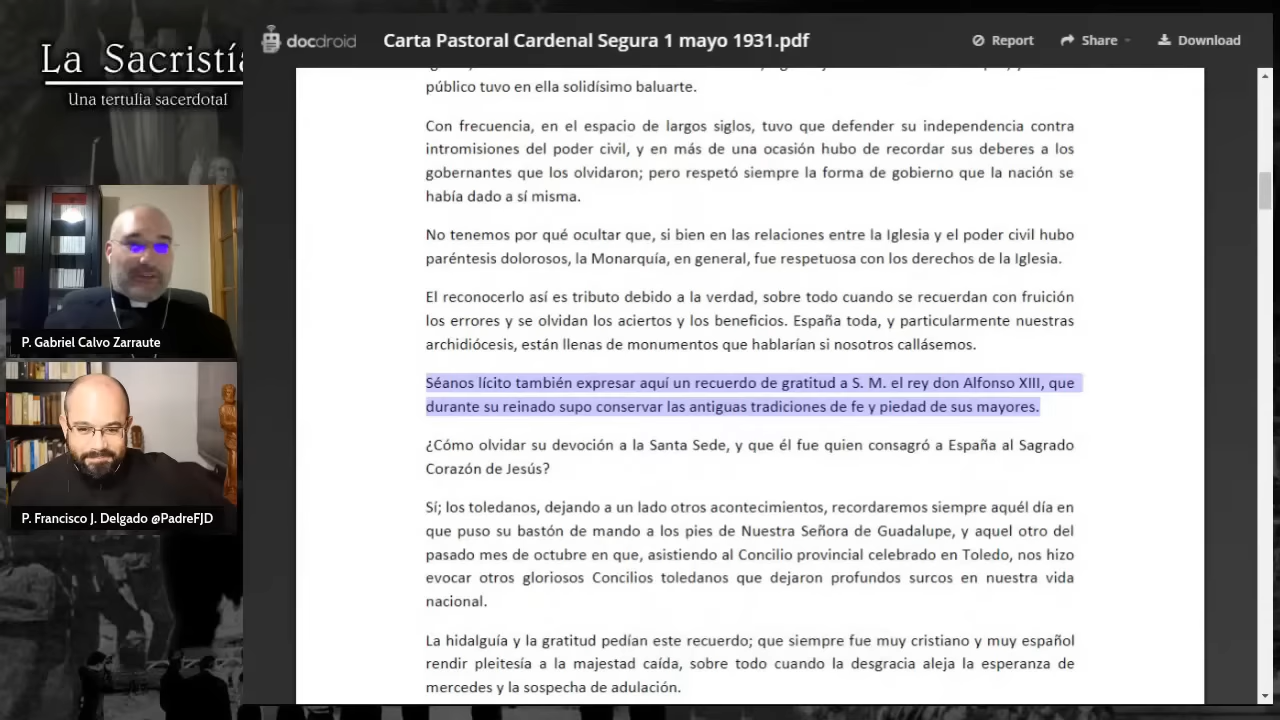 La Sacristía
Una tertulia sacerdotal
docdroid
Carta Pastoral Cardenal Segura 1 mayo 1931.pdf
Report
Share
Download
público tuvo en ella solidísimo baluarte.
Con frecuencia, en el espacio de largos siglos, tuvo que defender su independencia contra
intromisiones del poder civil, y en más de una ocasión hubo de recordar sus deberes a los
gobernantes que los olvidaron; pero respetó siempre la forma de gobierno que la nación se
había dado a sí misma.
No tenemos por qué ocultar que, si bien en las relaciones entre la Iglesia y el poder civil hubo
paréntesis dolorosos, la Monarquía, en general, fue respetuosa con los derechos de la Iglesia.
El reconocerlo así es tributo debido a la verdad, sobre todo cuando se recuerdan con fruición
los errores y se olvidan los aciertos y los beneficios. España toda, y particularmente nuestras
archidiócesis, están llenas de monumentos que hablarían si nosotros callásemos.
Séanos lícito también expresar aquí un recuerdo de gratitud a S. M. el rey don Alfonso XIII, que
durante su reinado supo conservar las antiguas tradiciones de fe y piedad de sus mayores.
¿Cómo olvidar su devoción a la Santa Sede, y que él fue quien consagró a España al Sagrado
Corazón de Jesús?
Sí; los toledanos, dejando a un lado otros acontecimientos, recordaremos siempre aquél día en
que puso su bastón de mando a los pies de Nuestra Señora de Guadalupe, y aquel otro del
pasado mes de octubre en que, asistiendo al Concilio provincial celebrado en Toledo, nos hizo
evocar otros gloriosos Concilios toledanos que dejaron profundos surcos en nuestra vida
nacional.
La hidalguía y la gratitud pedían este recuerdo; que siempre fue muy cristiano y muy español
rendir pleitesía a la majestad caída, sobre todo cuando la desgracia aleja la esperanza de
mercedes y la sospecha de adulación.
P. Gabriel Calvo Zarraute
P. Francisco J. Delgado @PadreFJD